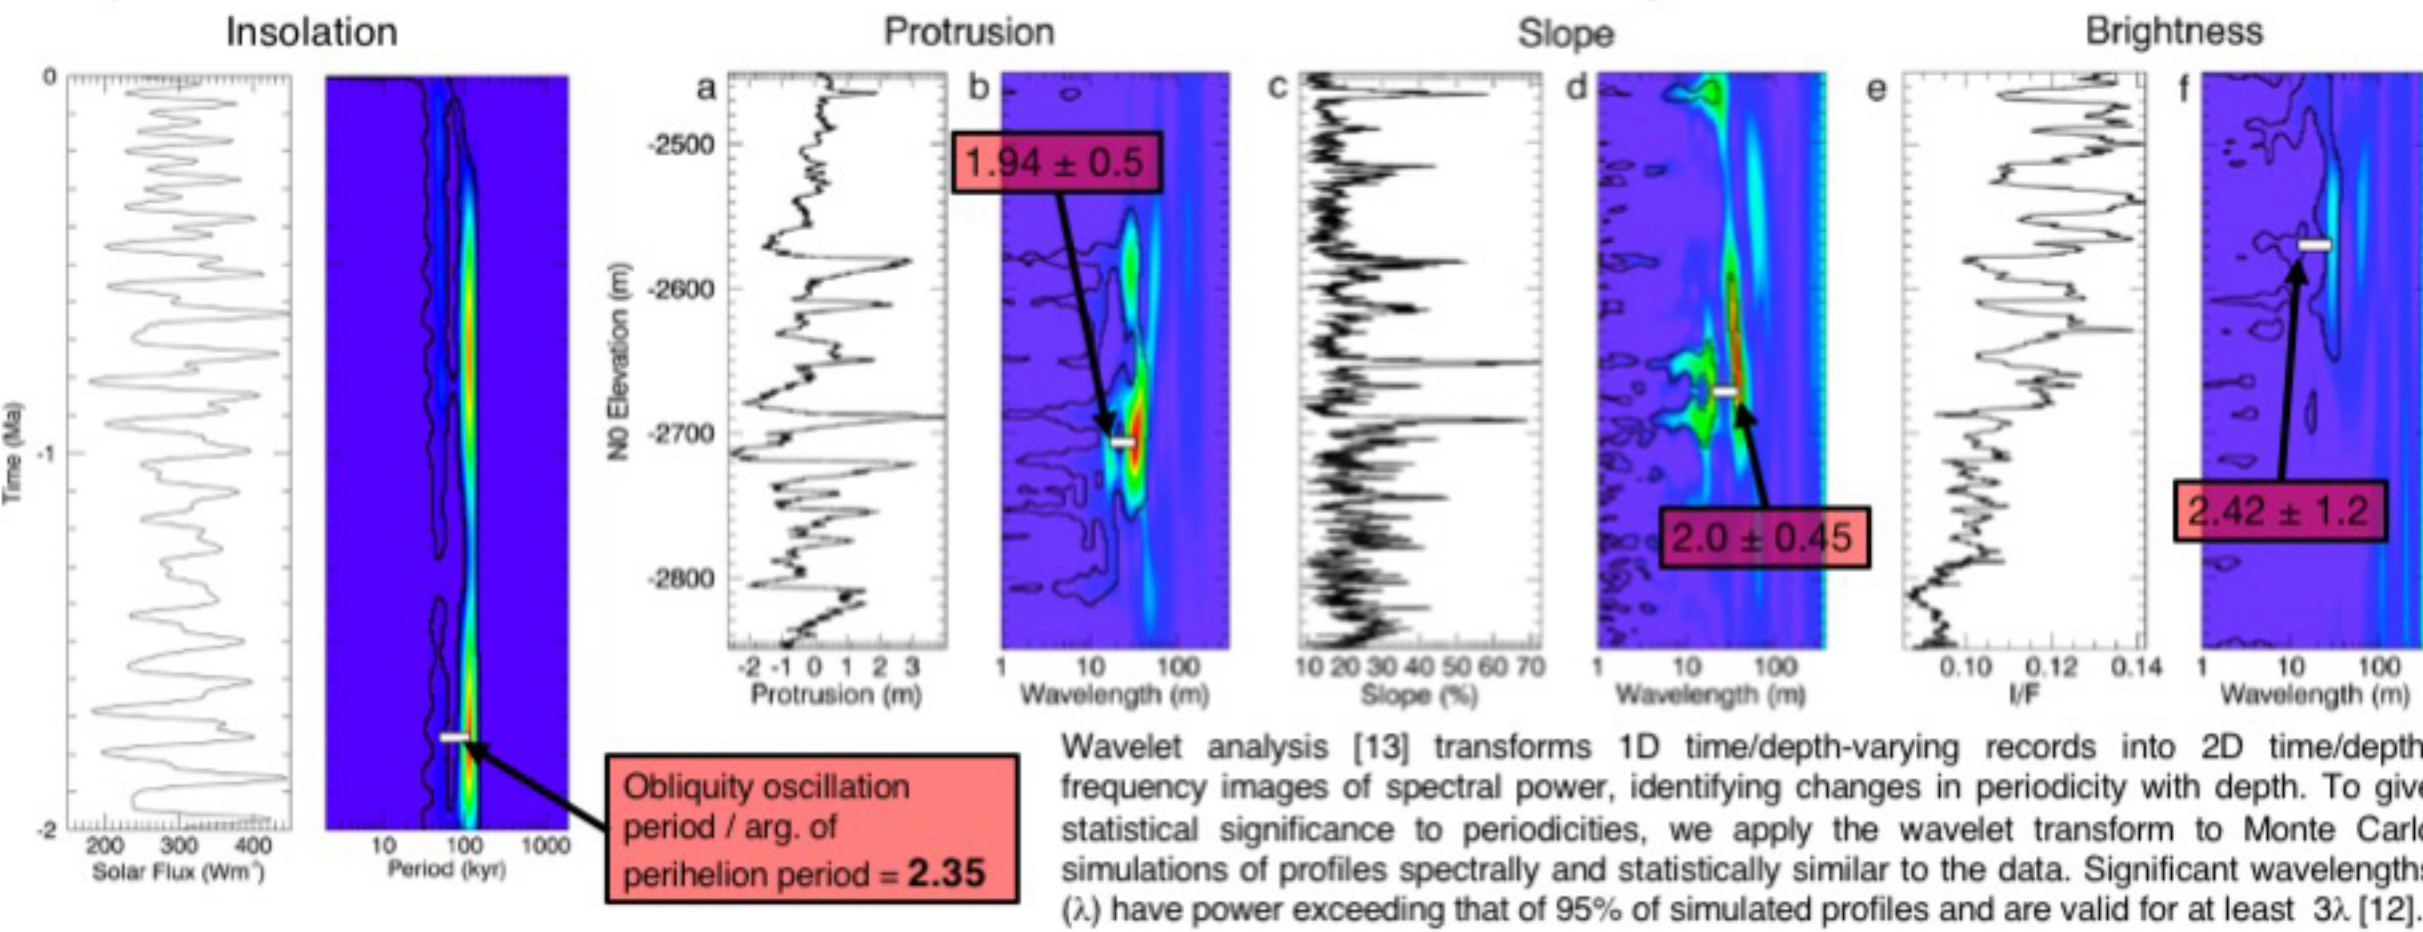 Insolation
Protrusion
Slope
Brightness
0
-1
-2
Time (Ma)
200 300 400
Solar Flux (Wm⁻²)
10 100 1000
Period (kyr)
Obliquity oscillation
period / arg. of
perihelion period = 2.35
a
-2500
-2600
-2700
-2800
N0 Elevation (m)
-2 -1 0 1 2 3
Protrusion (m)
b
1.94 ± 0.5
1 10 100
Wavelength (m)
c
10 20 30 40 50 60 70
Slope (%)
d
2.0 ± 0.45
1 10 100
Wavelength (m)
e
0.10 0.12 0.14
I/F
f
2.42 ± 1.2
1 10 100
Wavelength (m)
Wavelet analysis [13] transforms 1D time/depth-varying records into 2D time/depth
frequency images of spectral power, identifying changes in periodicity with depth. To give
statistical significance to periodicities, we apply the wavelet transform to Monte Carlo
simulations of profiles spectrally and statistically similar to the data. Significant wavelengths
(λ) have power exceeding that of 95% of simulated profiles and are valid for at least 3λ [12].